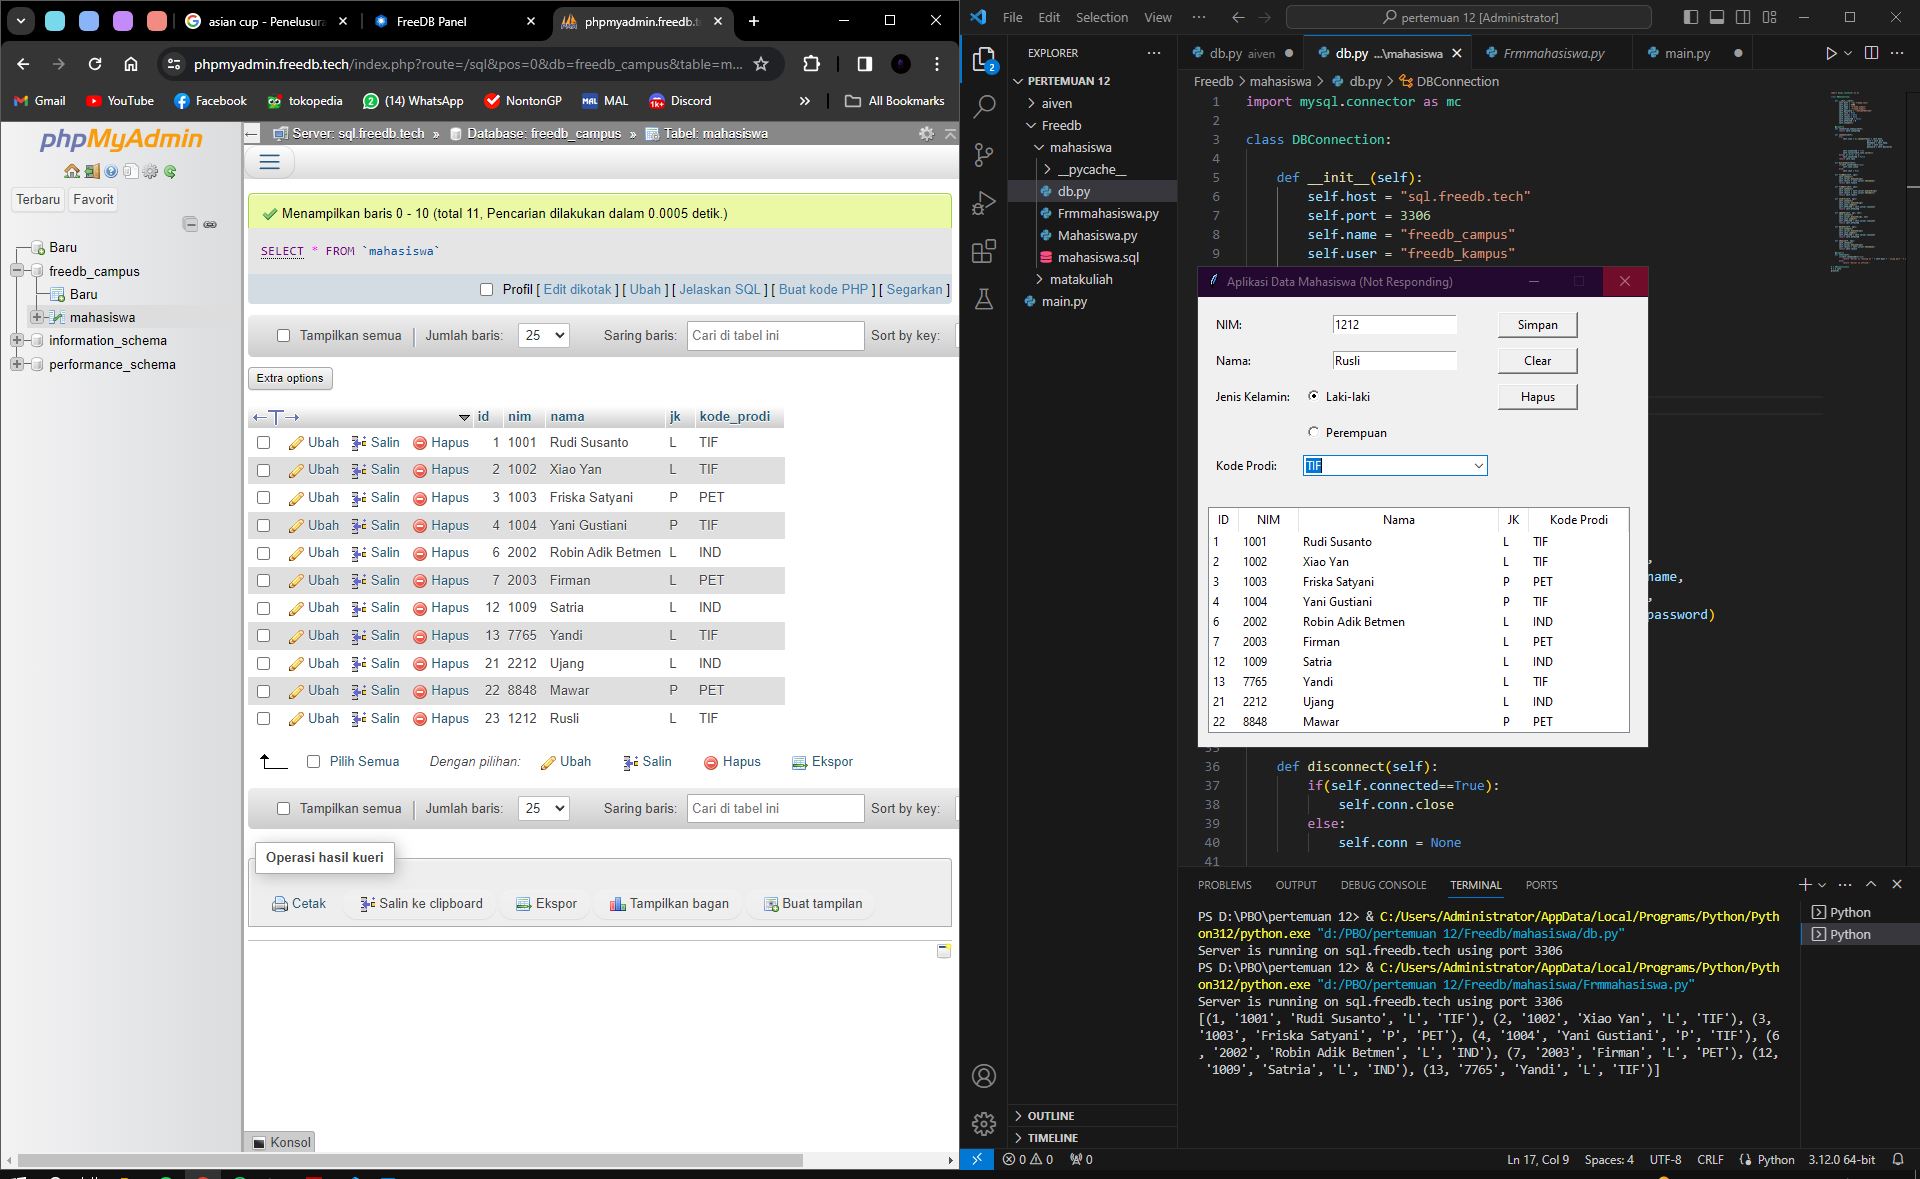 asian cup - Penelusura
FreeDB Panel
phpmyadmin.freedb.t
phpmyadmin.freedb.tech/index.php?route=/sql&pos=0&db=freedb_campus&table=m...
Gmail
YouTube
Facebook
tokopedia
(14) WhatsApp
NontonGP
MAL MAL
Discord
»
All Bookmarks
phpMyAdmin
Terbaru
Favorit
Baru
freedb_campus
Baru
mahasiswa
information_schema
performance_schema
Server: sql.freedb.tech » Database: freedb_campus » Tabel: mahasiswa
Menampilkan baris 0 - 10 (total 11, Pencarian dilakukan dalam 0.0005 detik.)
SELECT * FROM `mahasiswa`
Profil [ Edit dikotak ] [ Ubah ] [ Jelaskan SQL ] [ Buat kode PHP ] [ Segarkan ]
Tampilkan semua | Jumlah baris: 25 Saring baris: Cari di tabel ini Sort by key:
Extra options
←T→ id nim nama jk kode_prodi
Ubah Salin Hapus 1 1001 Rudi Susanto L TIF
Ubah Salin Hapus 2 1002 Xiao Yan L TIF
Ubah Salin Hapus 3 1003 Friska Satyani P PET
Ubah Salin Hapus 4 1004 Yani Gustiani P TIF
Ubah Salin Hapus 6 2002 Robin Adik Betmen L IND
Ubah Salin Hapus 7 2003 Firman L PET
Ubah Salin Hapus 12 1009 Satria L IND
Ubah Salin Hapus 13 7765 Yandi L TIF
Ubah Salin Hapus 21 2212 Ujang L IND
Ubah Salin Hapus 22 8848 Mawar P PET
Ubah Salin Hapus 23 1212 Rusli L TIF
Pilih Semua Dengan pilihan: Ubah Salin Hapus Ekspor
Tampilkan semua | Jumlah baris: 25 Saring baris: Cari di tabel ini Sort by key:
Operasi hasil kueri
Cetak Salin ke clipboard Ekspor Tampilkan bagan Buat tampilan
Konsol
File Edit Selection View ···
pertemuan 12 [Administrator]
EXPLORER
2
PERTEMUAN 12
aiven
Freedb
mahasiswa
__pycache__
db.py
Frmmahasiswa.py
Mahasiswa.py
mahasiswa.sql
matakuliah
main.py
OUTLINE
TIMELINE
db.py aiven
db.py ...\mahasiswa
Frmmahasiswa.py
main.py
Freedb > mahasiswa > db.py > DBConnection
1 import mysql.connector as mc
2
3 class DBConnection:
4
5 def __init__(self):
6 self.host = "sql.freedb.tech"
7 self.port = 3306
8 self.name = "freedb_campus"
9 self.user = "freedb_kampus"
Aplikasi Data Mahasiswa (Not Responding)
NIM: 1212 Simpan
Nama: Rusli Clear
Jenis Kelamin: Laki-laki Hapus
Perempuan
Kode Prodi: TIF
ID NIM Nama JK Kode Prodi
1 1001 Rudi Susanto L TIF
2 1002 Xiao Yan L TIF
3 1003 Friska Satyani P PET
4 1004 Yani Gustiani P TIF
6 2002 Robin Adik Betmen L IND
7 2003 Firman L PET
12 1009 Satria L IND
13 7765 Yandi L TIF
21 2212 Ujang L IND
22 8848 Mawar P PET
,
name,
,
password)
35
36 def disconnect(self):
37 if(self.connected==True):
38 self.conn.close
39 else:
40 self.conn = None
41
PROBLEMS OUTPUT DEBUG CONSOLE TERMINAL PORTS
PS D:\PBO\pertemuan 12> & C:/Users/Administrator/AppData/Local/Programs/Python/Pyth
on312/python.exe "d:/PBO/pertemuan 12/Freedb/mahasiswa/db.py"
Server is running on sql.freedb.tech using port 3306
PS D:\PBO\pertemuan 12> & C:/Users/Administrator/AppData/Local/Programs/Python/Pyth
on312/python.exe "d:/PBO/pertemuan 12/Freedb/mahasiswa/Frmmahasiswa.py"
Server is running on sql.freedb.tech using port 3306
[(1, '1001', 'Rudi Susanto', 'L', 'TIF'), (2, '1002', 'Xiao Yan', 'L', 'TIF'), (3,
'1003', 'Friska Satyani', 'P', 'PET'), (4, '1004', 'Yani Gustiani', 'P', 'TIF'), (6
, '2002', 'Robin Adik Betmen', 'L', 'IND'), (7, '2003', 'Firman', 'L', 'PET'), (12,
'1009', 'Satria', 'L', 'IND'), (13, '7765', 'Yandi', 'L', 'TIF')]
Python
Python
0 0 0
Ln 17, Col 9 Spaces: 4 UTF-8 CRLF Python 3.12.0 64-bit